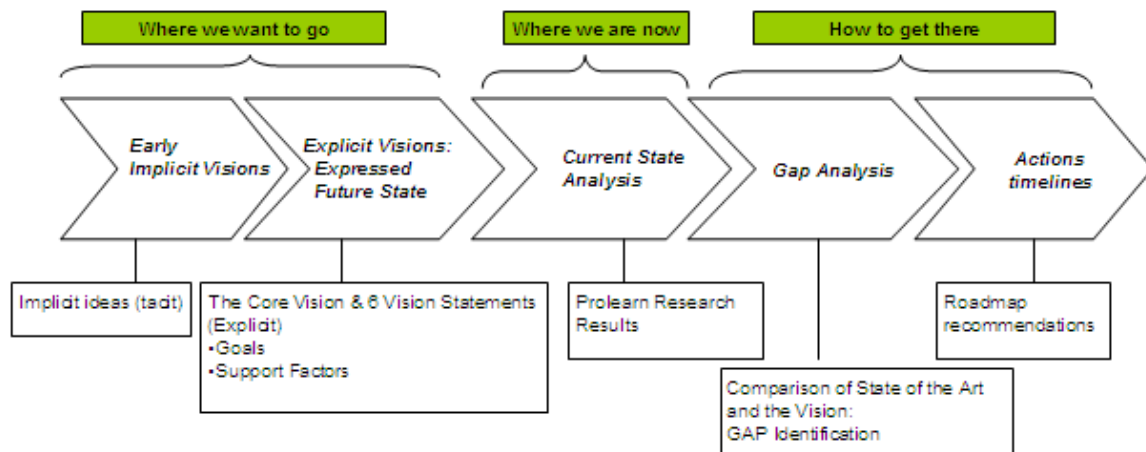 Where we want to go
Where we are now
How to get there
Early
Implicit Visions
Explicit Visions:
Expressed
Future State
Current State
Analysis
Gap Analysis
Actions
timelines
Implicit ideas (tacit)
The Core Vision & 6 Vision Statements
(Explicit)
▪Goals
▪Support Factors
Prolearn Research
Results
Comparison of State of the Art
and the Vision:
GAP Identification
Roadmap
recommendations